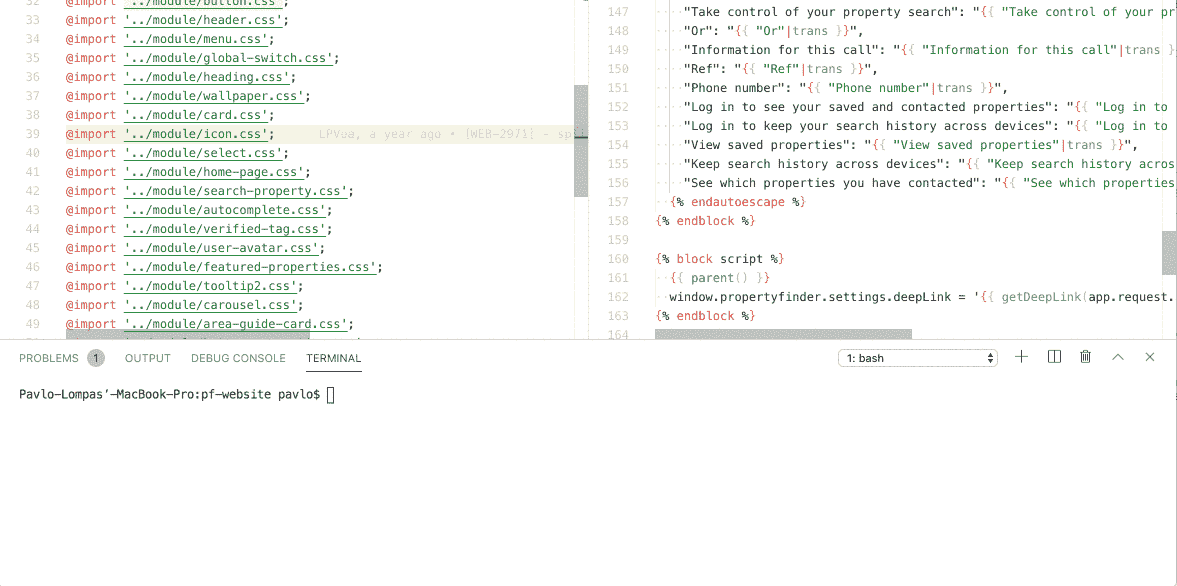 32 @import '../module/button.css';
33 @import '../module/header.css';
34 @import '../module/menu.css';
35 @import '../module/global-switch.css';
36 @import '../module/heading.css';
37 @import '../module/wallpaper.css';
38 @import '../module/card.css';
39 @import '../module/icon.css'; LPVua, a year ago • [WEB-2971] - spl
40 @import '../module/select.css';
41 @import '../module/home-page.css';
42 @import '../module/search-property.css';
43 @import '../module/autocomplete.css';
44 @import '../module/verified-tag.css';
45 @import '../module/user-avatar.css';
46 @import '../module/featured-properties.css';
47 @import '../module/tooltip2.css';
48 @import '../module/carousel.css';
49 @import '../module/area-guide-card.css';
147 "Take control of your property search": "{{ "Take control of your pr
148 "Or": "{{ "Or"|trans }}",
149 "Information for this call": "{{ "Information for this call"|trans }
150 "Ref": "{{ "Ref"|trans }}",
151 "Phone number": "{{ "Phone number"|trans }}",
152 "Log in to see your saved and contacted properties": "{{ "Log in to
153 "Log in to keep your search history across devices": "{{ "Log in to
154 "View saved properties": "{{ "View saved properties"|trans }}",
155 "Keep search history across devices": "{{ "Keep search history acros
156 "See which properties you have contacted": "{{ "See which properties
157 {% endautoescape %}
158 {% endblock %}
159
160 {% block script %}
161 {{ parent() }}
162 window.propertyfinder.settings.deepLink = '{{ getDeepLink(app.request.
163 {% endblock %}
164
PROBLEMS 1 OUTPUT DEBUG CONSOLE TERMINAL 1: bash
Pavlo-Lompas’-MacBook-Pro:pf-website pavlo$